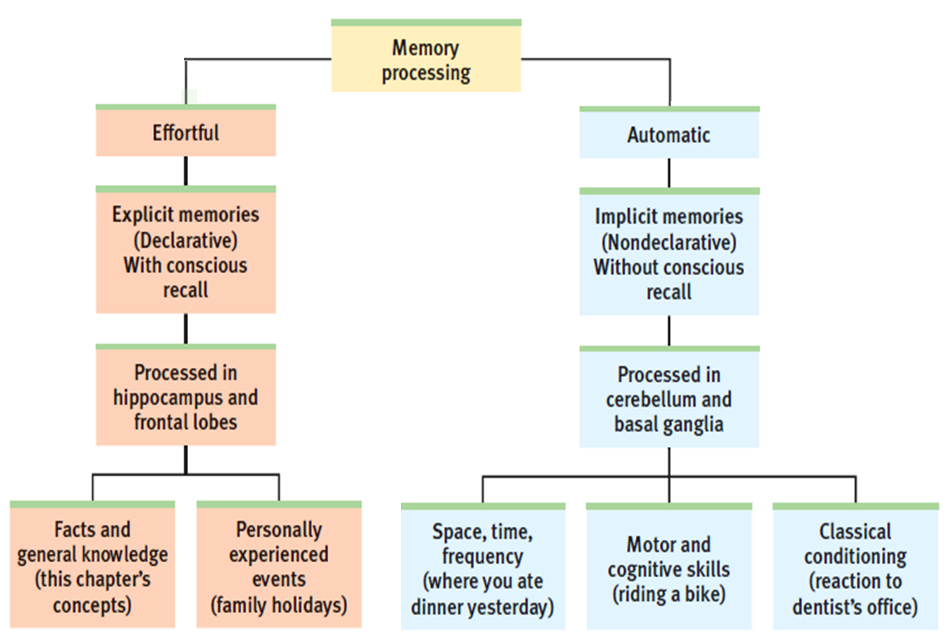 Memory
processing
Effortful
Automatic
Explicit memories
(Declarative)
With conscious
recall
Implicit memories
(Nondeclarative)
Without conscious
recall
Processed in
hippocampus and
frontal lobes
Processed in
cerebellum and
basal ganglia
Facts and
general knowledge
(this chapter's
concepts)
Personally
experienced
events
(family holidays)
Space, time,
frequency
(where you ate
dinner yesterday)
Motor and
cognitive skills
(riding a bike)
Classical
conditioning
(reaction to
dentist's office)